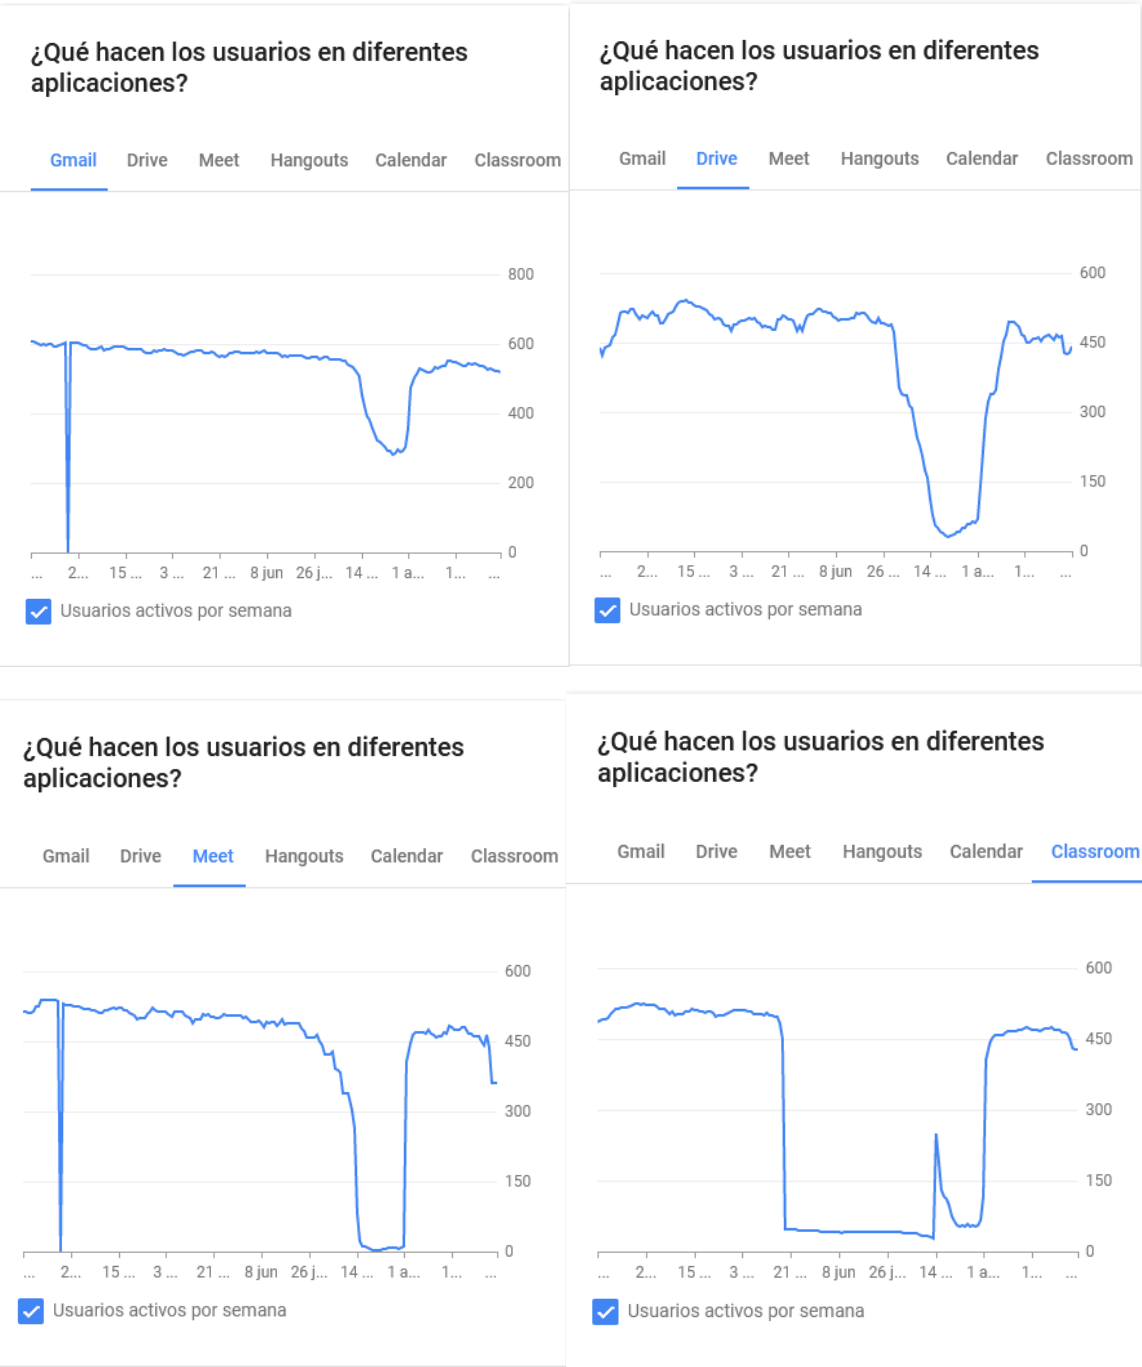 ¿Qué hacen los usuarios en diferentes
aplicaciones?
Gmail Drive Meet Hangouts Calendar Classroom
800
600
400
200
0
... 2... 15 ... 3 ... 21 ... 8 jun 26 j... 14 ... 1 a... 1... ...
Usuarios activos por semana
¿Qué hacen los usuarios en diferentes
aplicaciones?
Gmail Drive Meet Hangouts Calendar Classroom
600
450
300
150
0
... 2... 15 ... 3 ... 21 ... 8 jun 26 ... 14 ... 1 a... 1... ...
Usuarios activos por semana
¿Qué hacen los usuarios en diferentes
aplicaciones?
Gmail Drive Meet Hangouts Calendar Classroom
600
450
300
150
0
... 2... 15 ... 3 ... 21 ... 8 jun 26 j... 14 ... 1 a... 1... ...
Usuarios activos por semana
¿Qué hacen los usuarios en diferentes
aplicaciones?
Gmail Drive Meet Hangouts Calendar Classroom
600
450
300
150
0
... 2... 15 ... 3 ... 21 ... 8 jun 26 j... 14 ... 1 a... 1... ...
Usuarios activos por semana